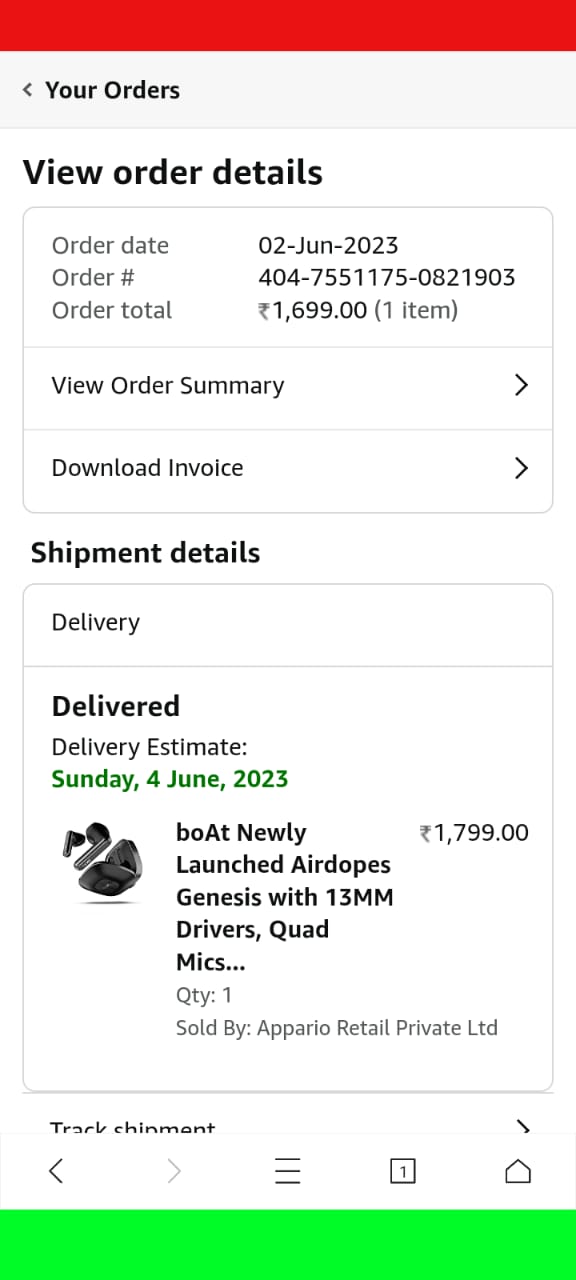 Your Orders
View order details
Order date 02-Jun-2023
Order # 404-7551175-0821903
Order total ₹1,699.00 (1 item)
View Order Summary
Download Invoice
Shipment details
Delivery
Delivered
Delivery Estimate:
Sunday, 4 June, 2023
boAt Newly ₹1,799.00
Launched Airdopes
Genesis with 13MM
Drivers, Quad
Mics...
Qty: 1
Sold By: Appario Retail Private Ltd
Track shipment
1